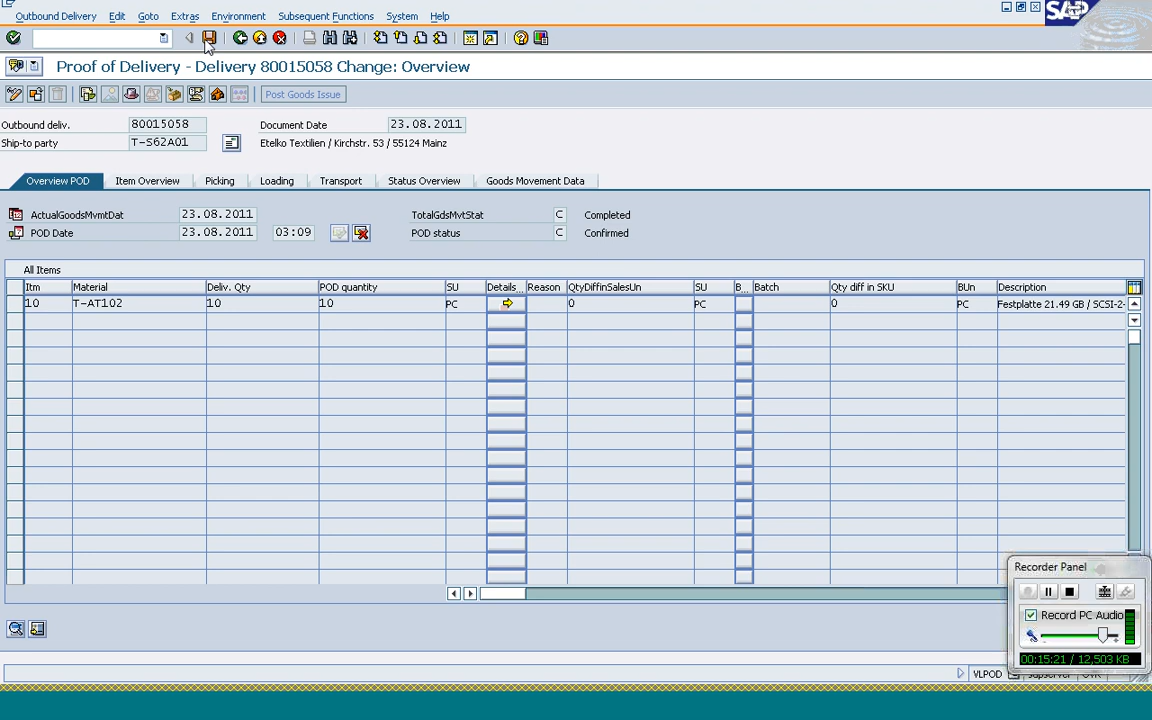 Outbound Delivery Edit Goto Extras Environment Subsequent Functions System Help
SAP
Proof of Delivery - Delivery 80015058 Change: Overview
Post Goods Issue
Outbound deliv. 80015058 Document Date 23.08.2011
Ship-to party T-S62A01 Etelko Textilien / Kirchstr. 53 / 55124 Mainz
Overview POD Item Overview Picking Loading Transport Status Overview Goods Movement Data
ActualGoodsMvmtDat 23.08.2011 TotalGdsMvtStat C Completed
POD Date 23.08.2011 03:09 POD status C Confirmed
All Items
Itm Material Deliv. Qty POD quantity SU Details... Reason QtyDiffinSalesUn SU B... Batch Qty diff in SKU BUn Description
10 T-AT102 10 10 PC 0 PC 0 PC Festplatte 21.49 GB / SCSI-2-
Recorder Panel
Record PC Audio
00:15:21 / 12,503 KB
VLPOD